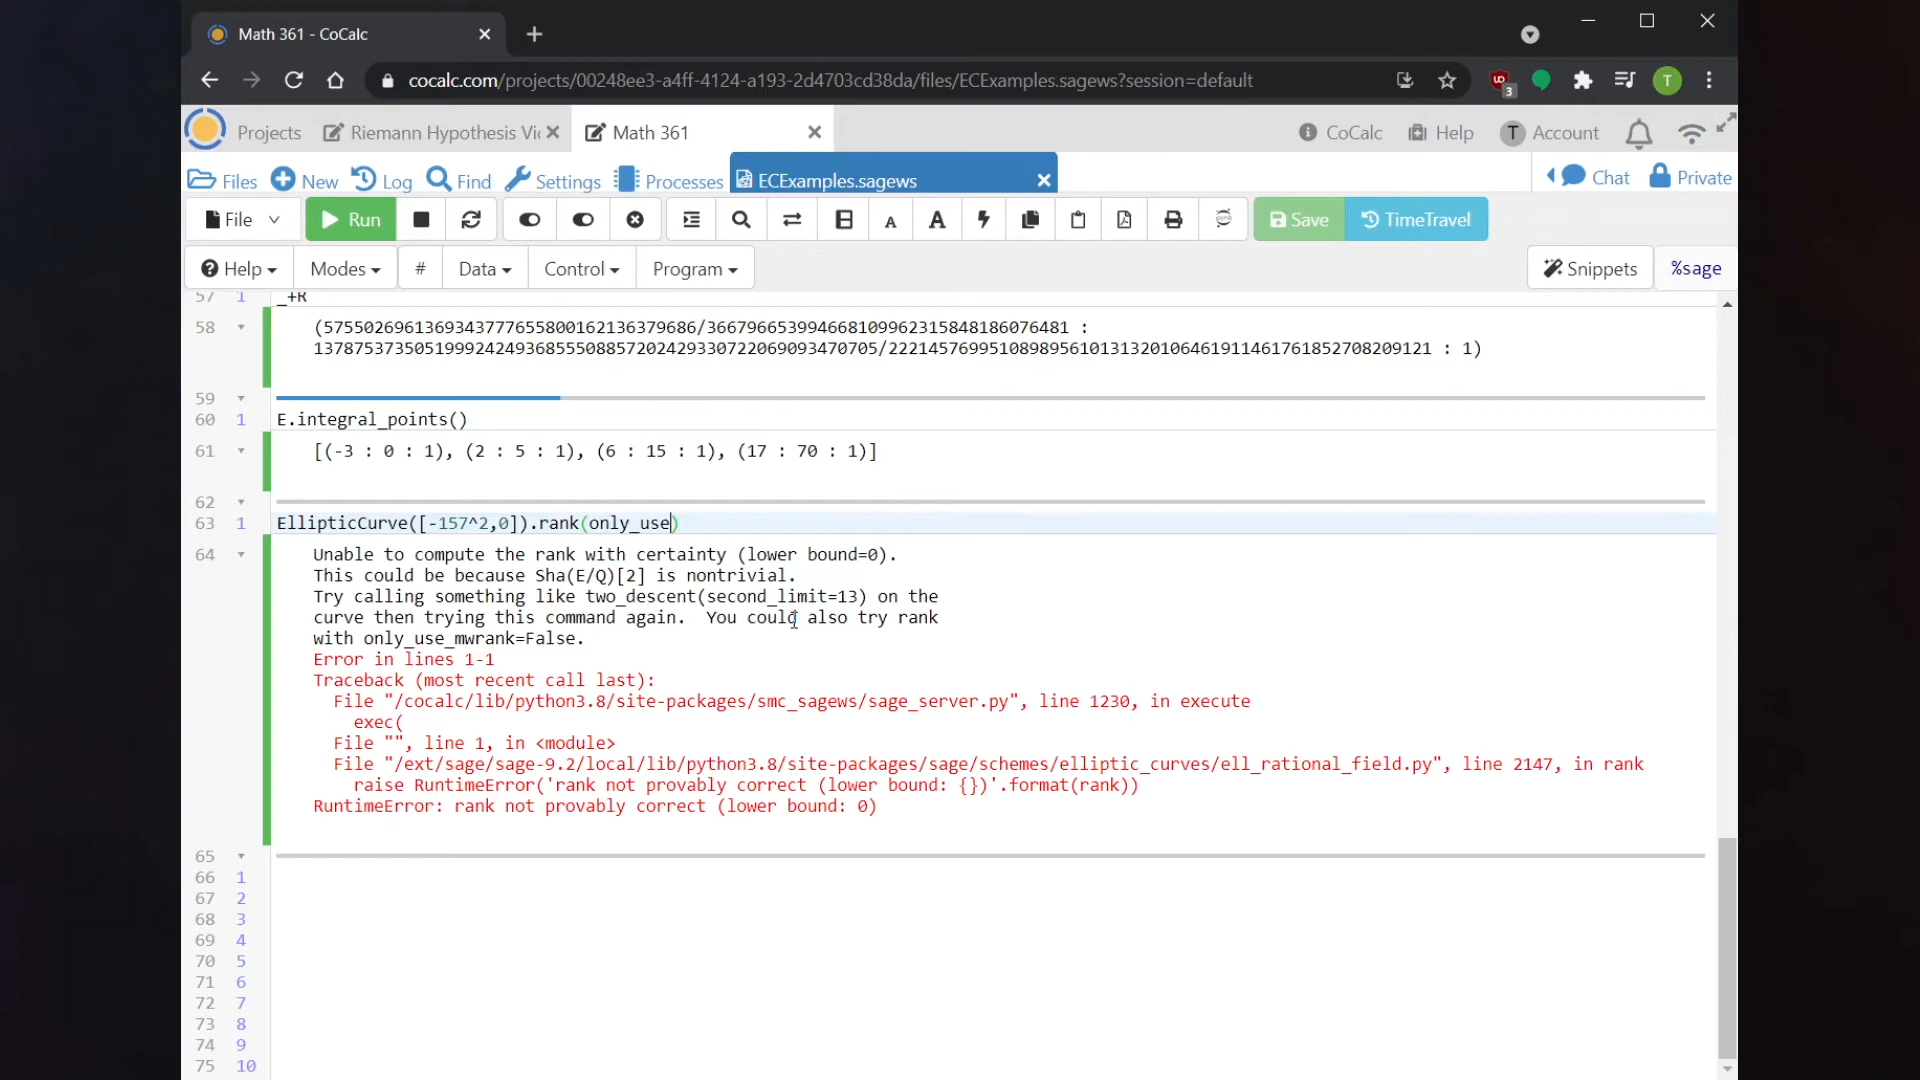 Math 361 - CoCalc
cocalc.com/projects/00248ee3-a4ff-4124-a193-2d4703cd38da/files/ECExamples.sagews?session=default
3
T
Projects Riemann Hypothesis Vi Math 361 CoCalc Help T Account
Files New Log Find Settings Processes ECExamples.sagews Chat Private
File Run A A Save TimeTravel
Help Modes # Data Control Program Snippets %sage
57 1 _+R
58 (5755026961369343777655800162136379686/3667966539946681099623158481860764​81 :
13787537350519992424936855508857202429330722069093470705/2221457699510898956101313201064619114617618527082091​21 : 1)
59
60 1 E.integral_points()
61 [(-3 : 0 : 1), (2 : 5 : 1), (6 : 15 : 1), (17 : 70 : 1)]
62
63 1 EllipticCurve([-157^2,0]).rank(only_use)
64 Unable to compute the rank with certainty (lower bound=0).
This could be because Sha(E/Q)[2] is nontrivial.
Try calling something like two_descent(second_limit=13) on the
curve then trying this command again.  You could also try rank
with only_use_mwrank=False.
Error in lines 1-1
Traceback (most recent call last):
File "/cocalc/lib/python3.8/site-packages/smc_sagews/sage_server.py", line 1230, in execute
exec(
File "", line 1, in <module>
File "/ext/sage/sage-9.2/local/lib/python3.8/site-packages/sage/schemes/elliptic_curves/ell_rational_field.py", line 2147, in rank
raise RuntimeError('rank not provably correct (lower bound: {})'.format(rank))
RuntimeError: rank not provably correct (lower bound: 0)
65
66 1
67 2
68 3
69 4
70 5
71 6
72 7
73 8
74 9
75 10